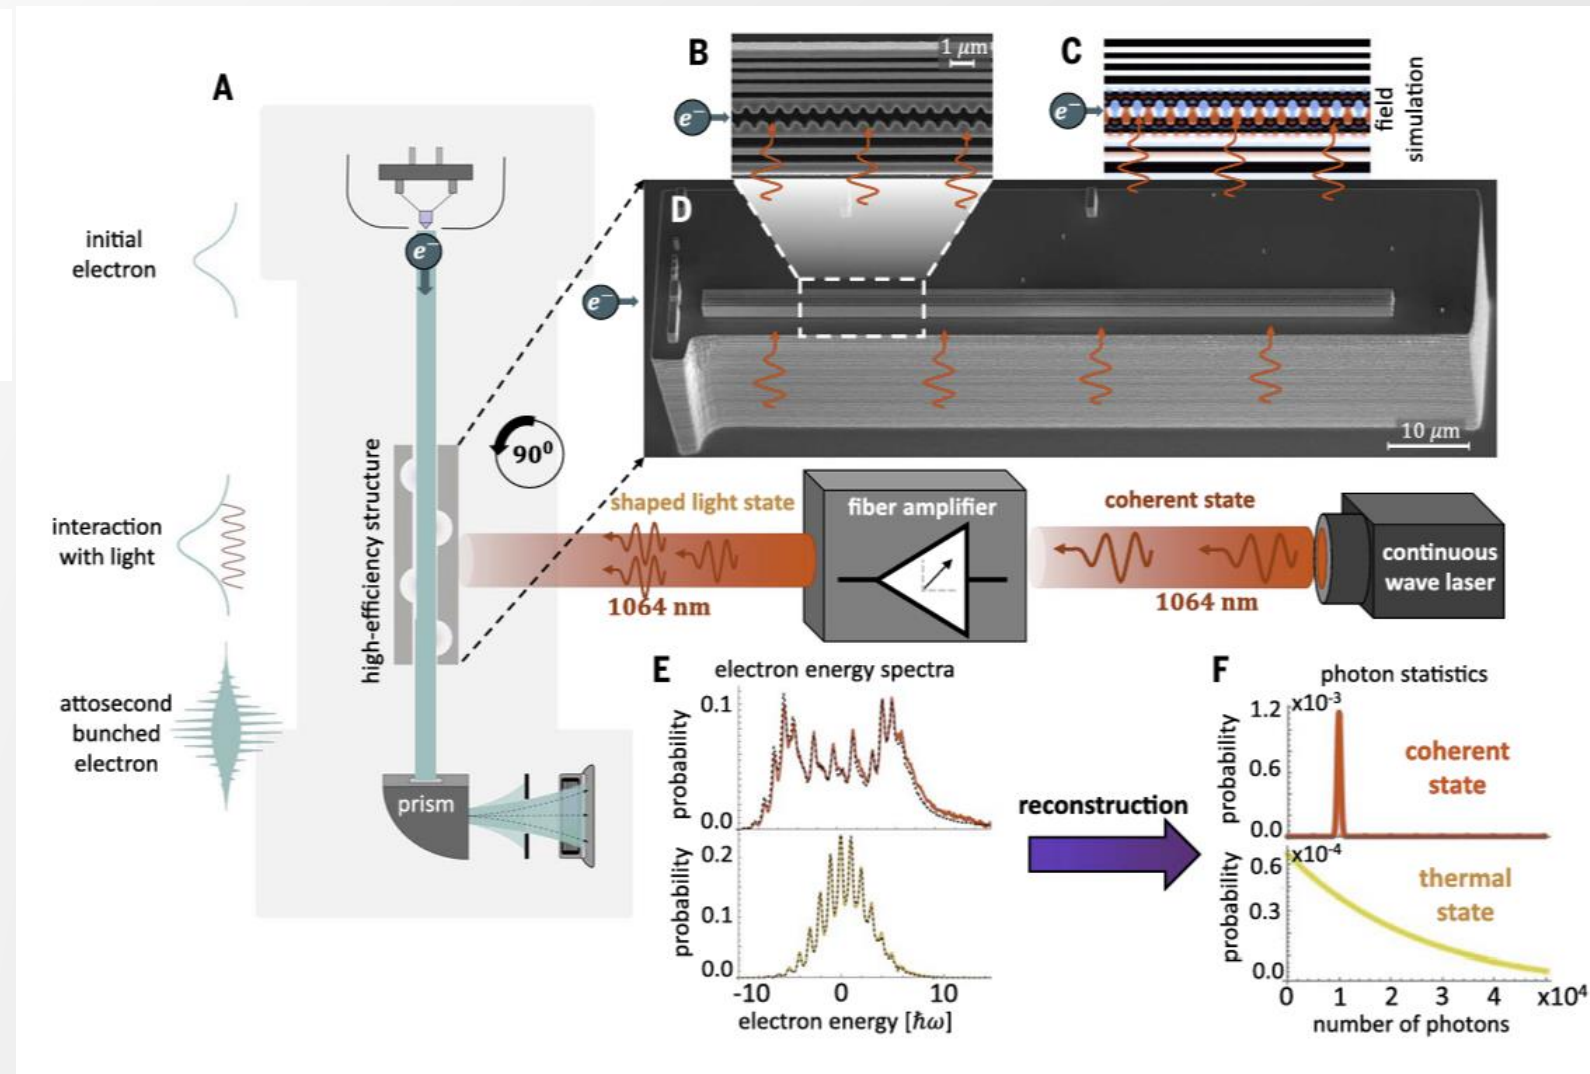 A
initial
electron
e⁻
interaction
with light
attosecond
bunched
electron
high-efficiency structure
prism
90⁰
B
1 μm
e⁻
C
e⁻
field
simulation
D
e⁻
10 μm
shaped light state
1064 nm
fiber amplifier
coherent state
1064 nm
continuous
wave laser
E
electron energy spectra
probability
0.1
0.0
probability
0.2
0.1
0.0
-10 0 10
electron energy [ℏω]
reconstruction
F
photon statistics
x10⁻³
probability
1.2
0.6
0.0
coherent
state
x10⁻⁴
probability
0.6
0.3
0.0
thermal
state
0 1 2 3 4 x10⁴
number of photons